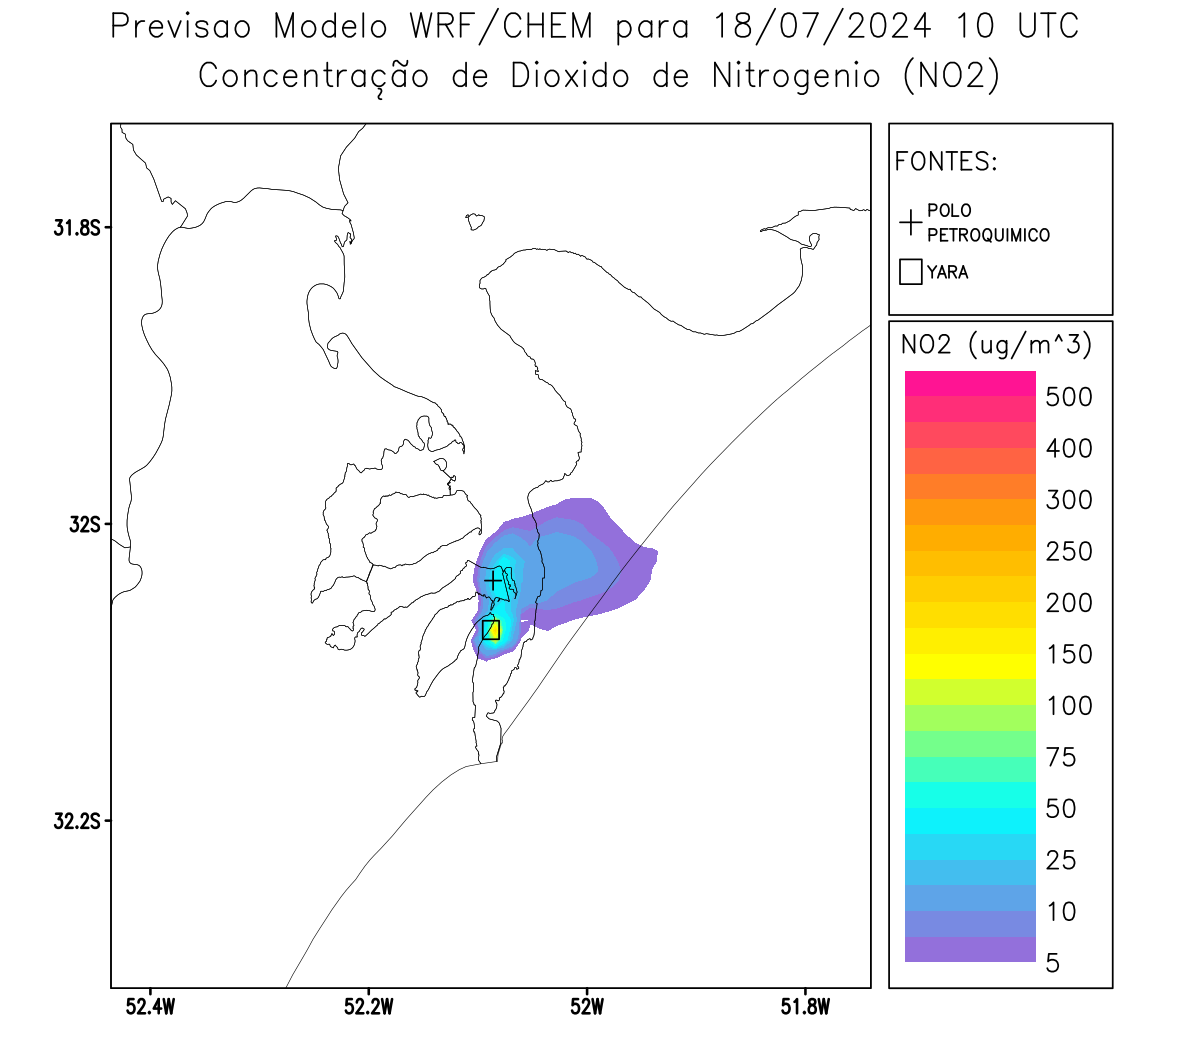 Previsao Modelo WRF/CHEM para 18/07/2024 10 UTC
Concentração de Dioxido de Nitrogenio (NO2)
FONTES:
POLO
PETROQUIMICO
YARA
31.8S
32S
32.2S
52.4W
52.2W
52W
51.8W
NO2 (ug/m^3)
500
400
300
250
200
150
100
75
50
25
10
5